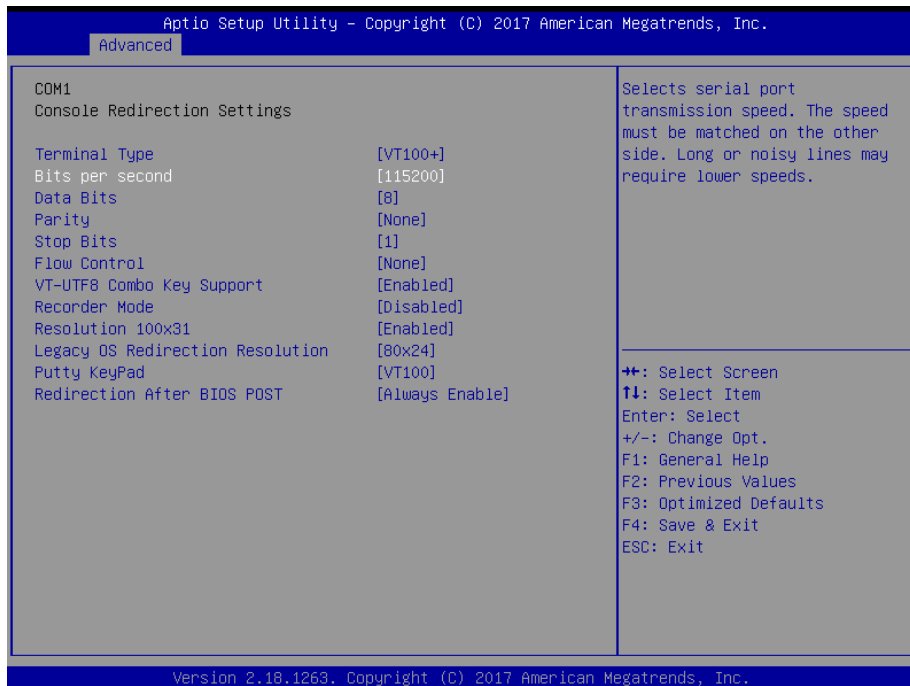 Aptio Setup Utility – Copyright (C) 2017 American Megatrends, Inc.
Advanced
COM1
Console Redirection Settings
Terminal Type [VT100+]
Bits per second [115200]
Data Bits [8]
Parity [None]
Stop Bits [1]
Flow Control [None]
VT-UTF8 Combo Key Support [Enabled]
Recorder Mode [Disabled]
Resolution 100x31 [Enabled]
Legacy OS Redirection Resolution [80x24]
Putty KeyPad [VT100]
Redirection After BIOS POST [Always Enable]
Selects serial port
transmission speed. The speed
must be matched on the other
side. Long or noisy lines may
require lower speeds.
→←: Select Screen
↑↓: Select Item
Enter: Select
+/-: Change Opt.
F1: General Help
F2: Previous Values
F3: Optimized Defaults
F4: Save & Exit
ESC: Exit
Version 2.18.1263. Copyright (C) 2017 American Megatrends, Inc.